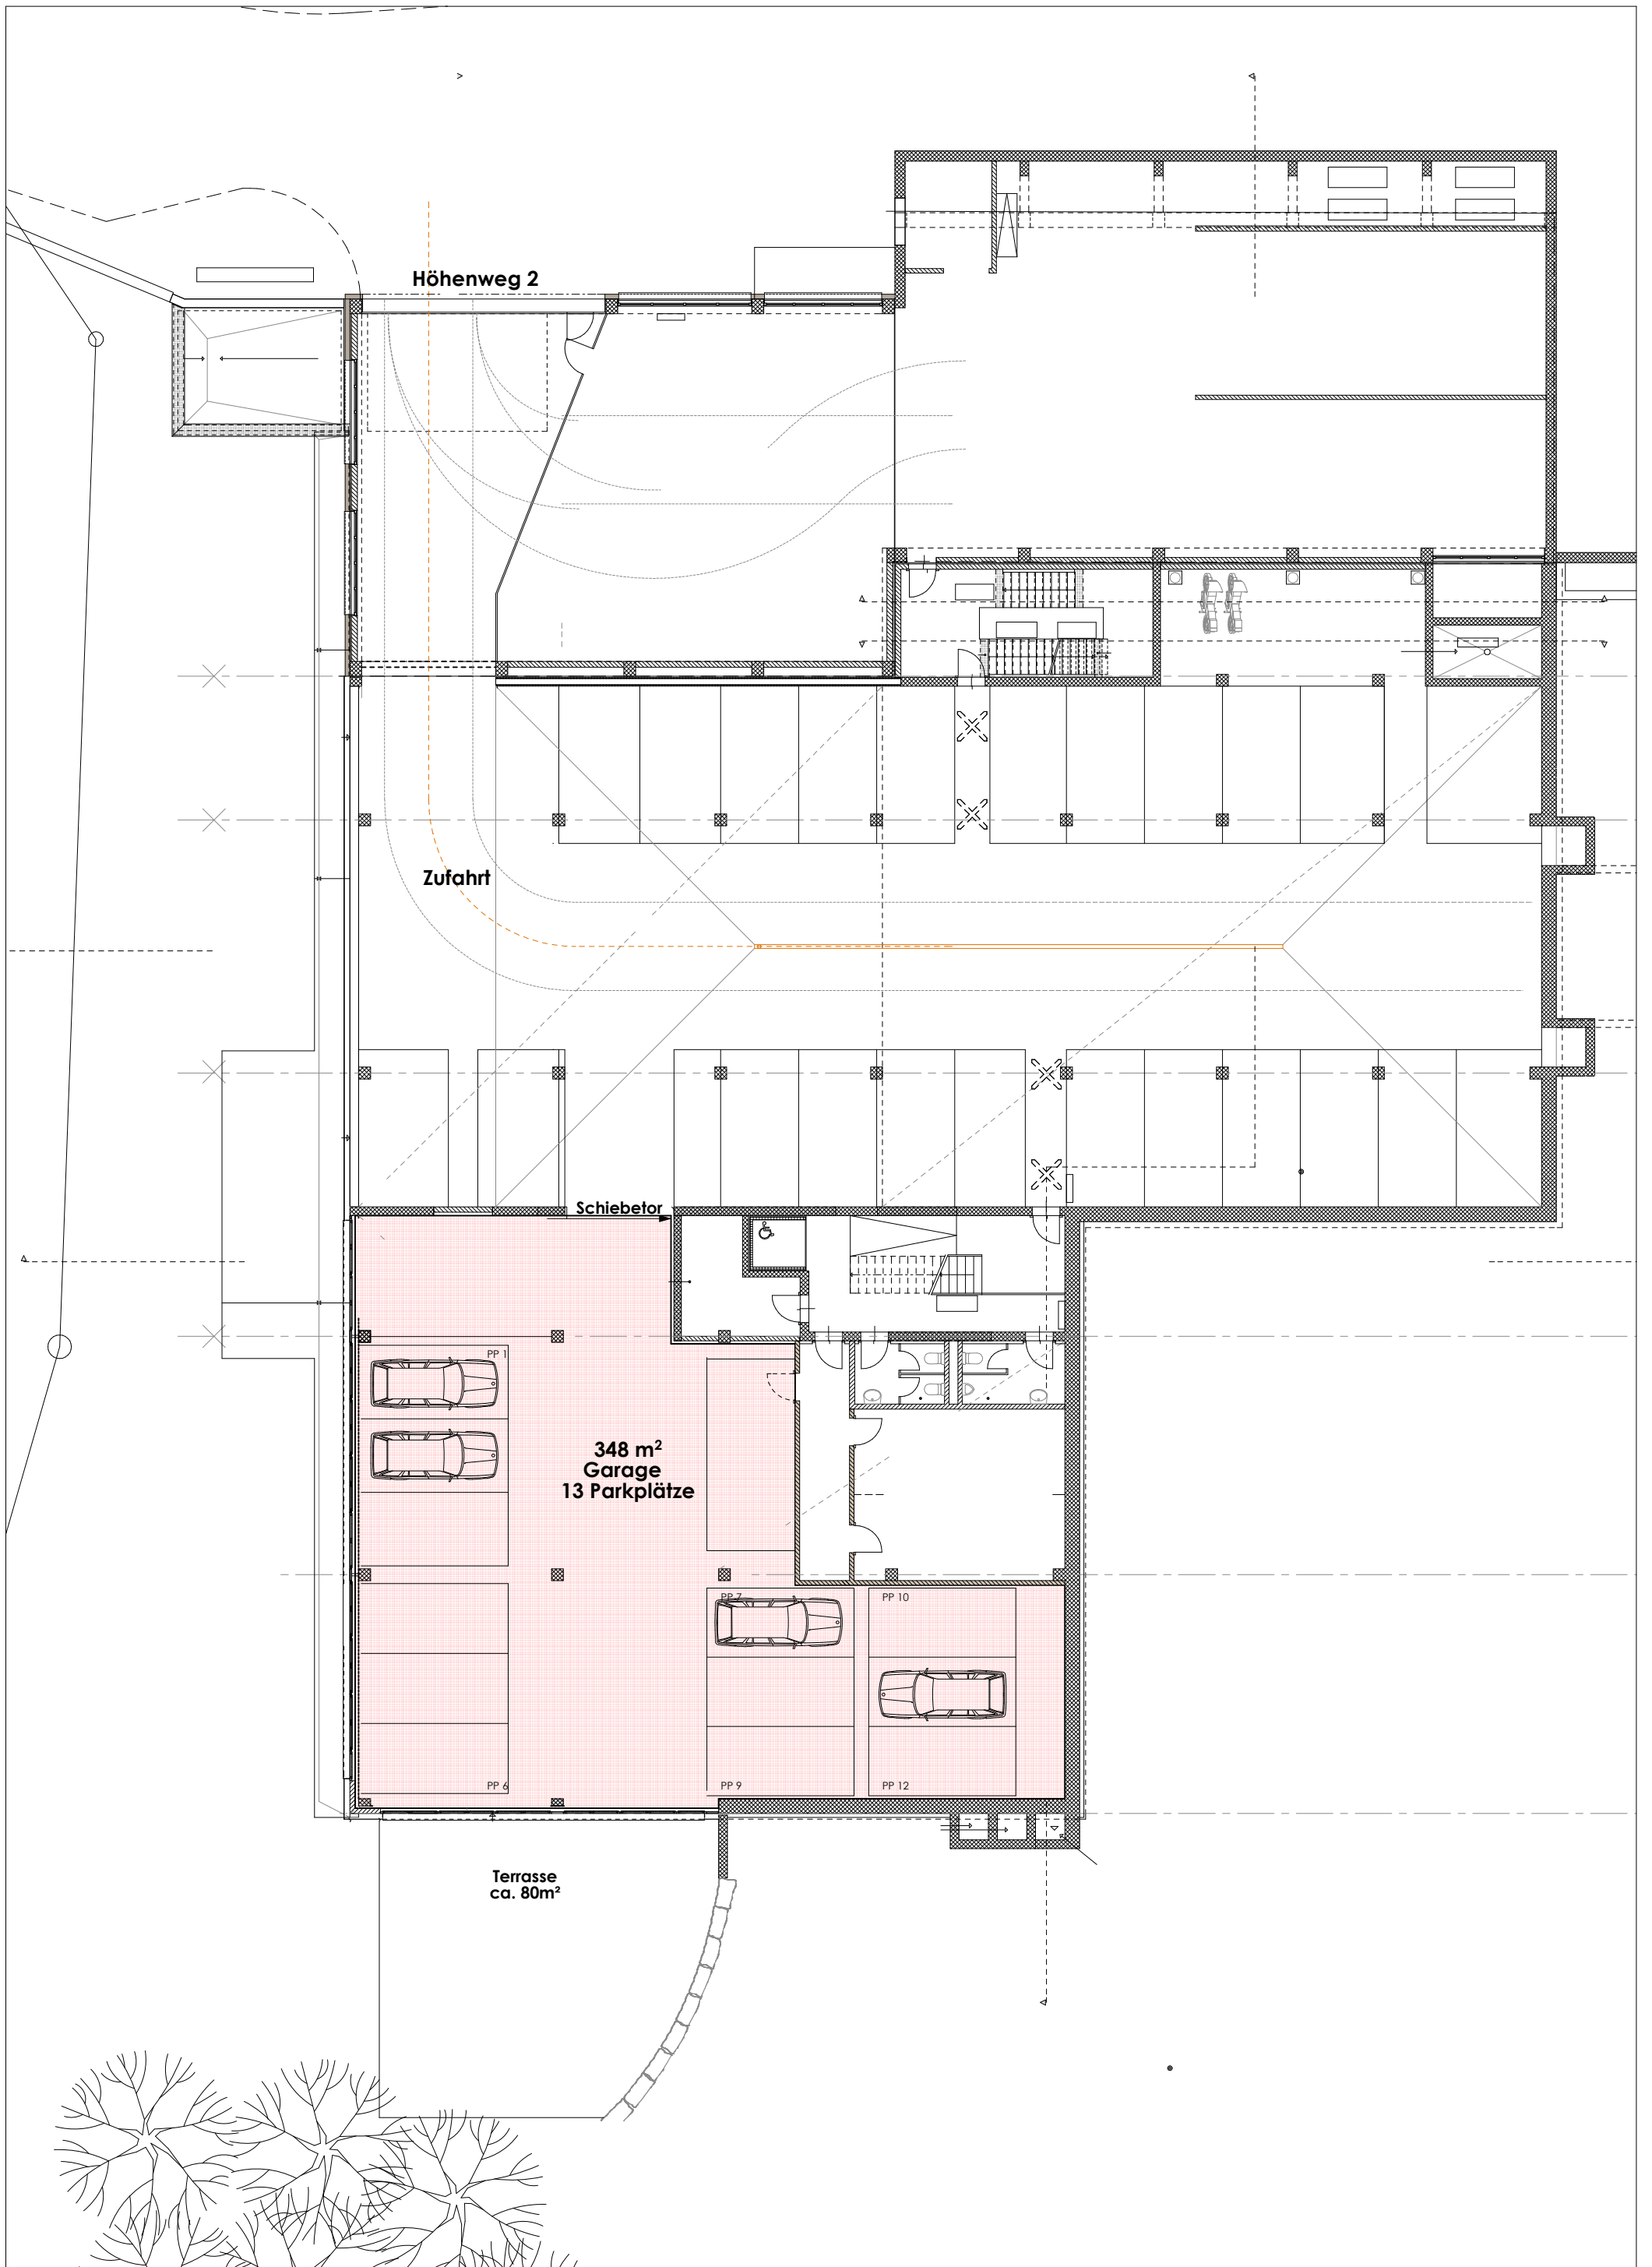 Höhenweg 2
Zufahrt
Schiebetor
PP 1
348 m²
Garage
13 Parkplätze
PP 7
PP 10
PP 6
PP 9
PP 12
Terrasse
ca. 80m²